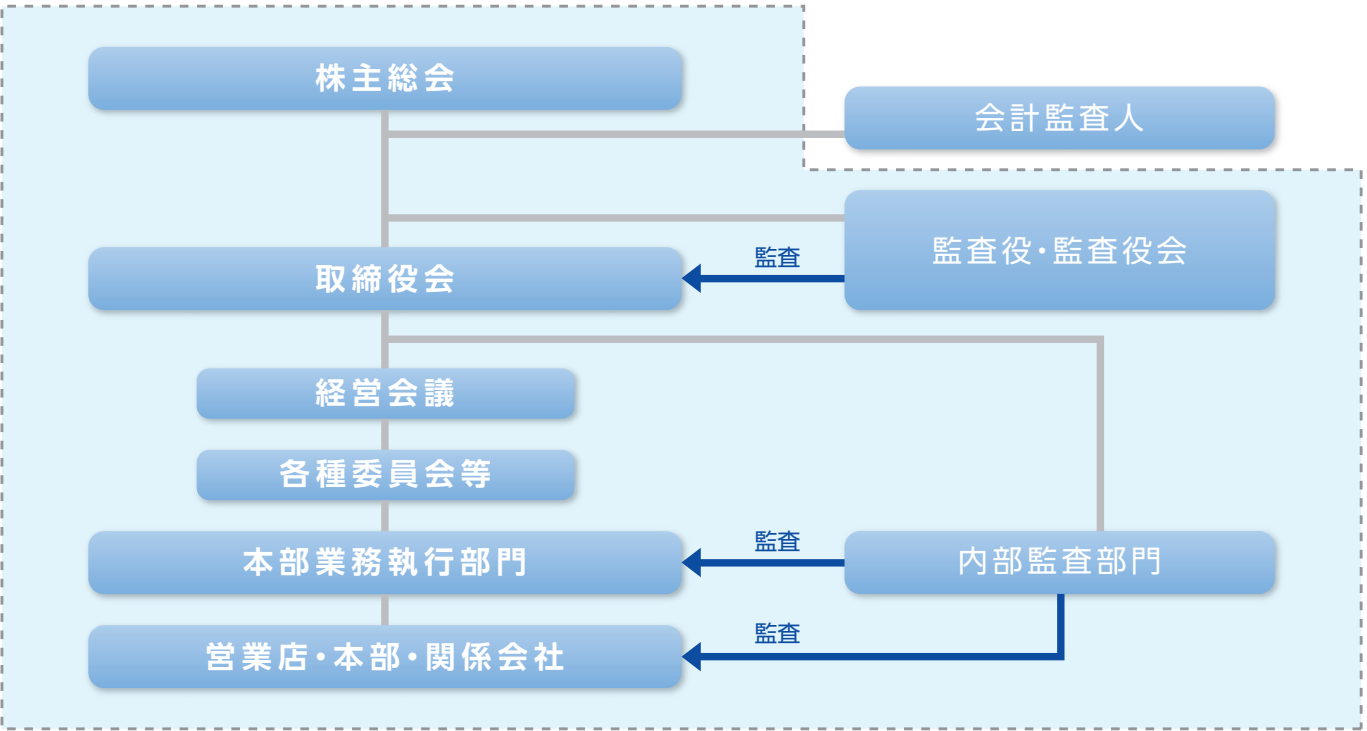 株主総会
会計監査人
監査役・監査役会
監査
取締役会
経営会議
各種委員会等
監査
本部業務執行部門
内部監査部門
監査
営業店・本部・関係会社